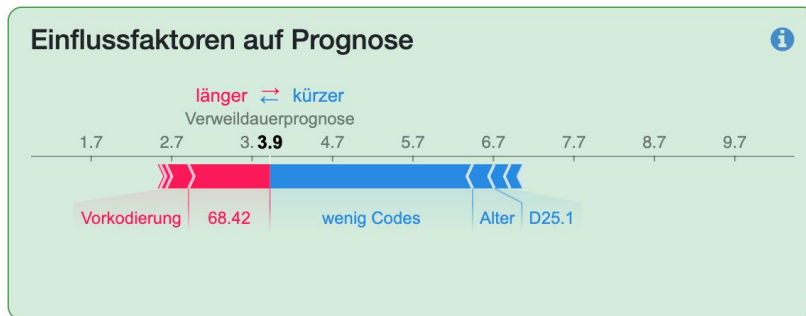 Einflussfaktoren auf Prognose
länger ⇄ kürzer
Verweildauerprognose
1.7 2.7 3. 3.9 4.7 5.7 6.7 7.7 8.7 9.7
Vorkodierung 68.42 wenig Codes Alter D25.1